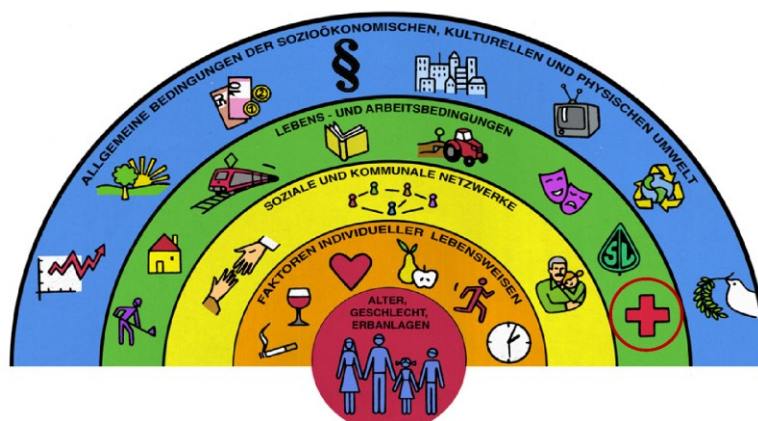 ALLGEMEINE BEDINGUNGEN DER SOZIOÖKONOMISCHEN, KULTURELLEN UND PHYSISCHEN UMWELT
§
LEBENS - UND ARBEITSBEDINGUNGEN
SOZIALE UND KOMMUNALE NETZWERKE
FAKTOREN INDIVIDUELLER LEBENSWEISEN
ALTER,
GESCHLECHT,
ERBANLAGEN